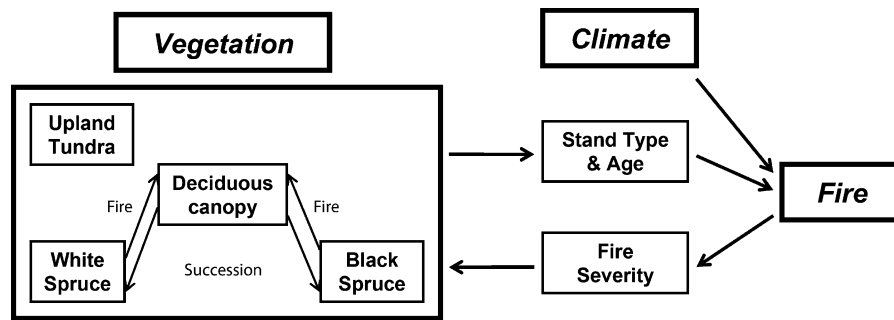 Vegetation
Climate
Upland
Tundra
Deciduous
canopy
Fire
Fire
White
Spruce
Succession
Black
Spruce
Stand Type
& Age
Fire
Severity
Fire